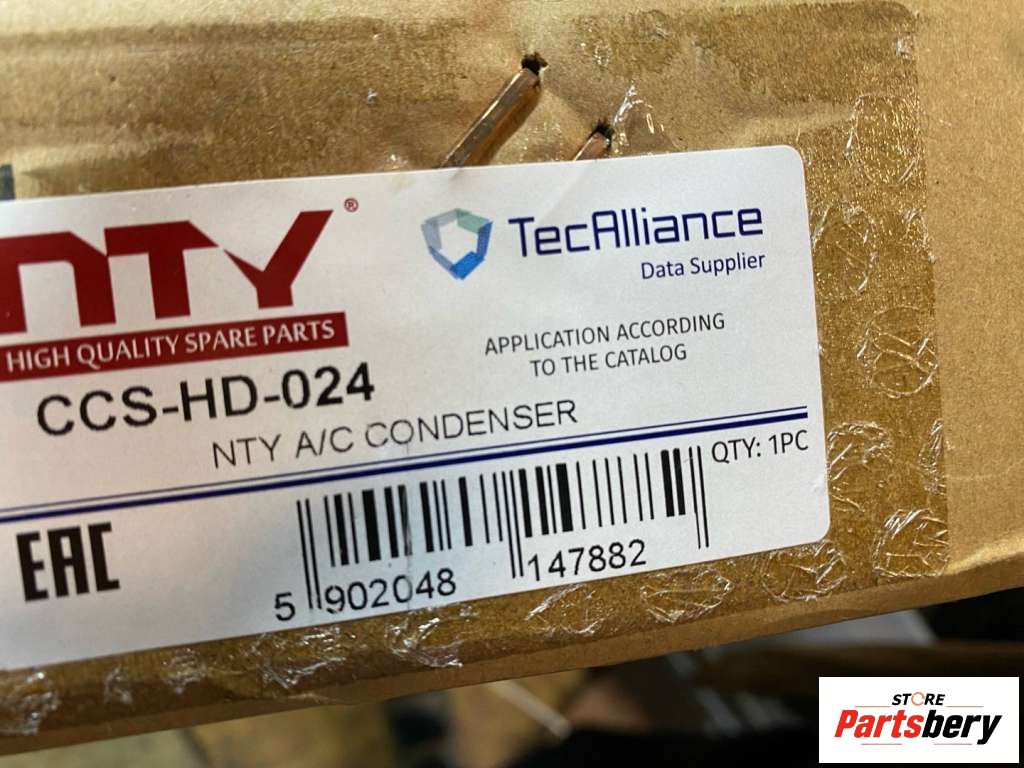 NTY ®
HIGH QUALITY SPARE PARTS
TecAlliance
Data Supplier
APPLICATION ACCORDING
TO THE CATALOG
CCS-HD-024
NTY A/C CONDENSER
QTY: 1PC
EAC
5 902048 147882
STORE
Partsbery